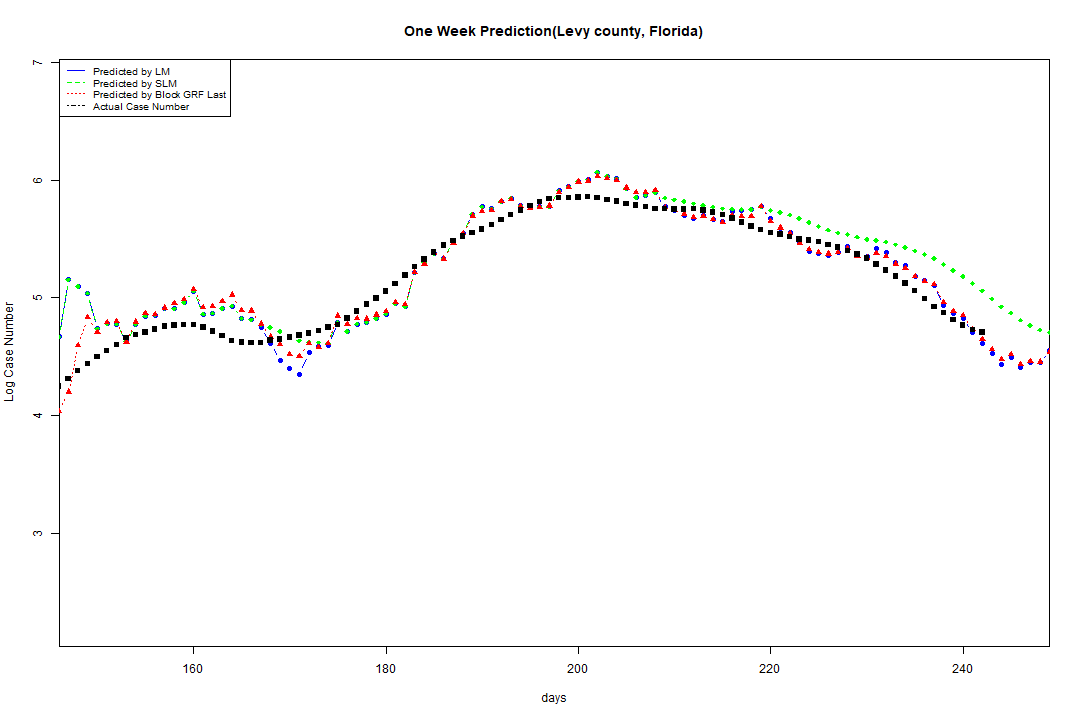 One Week Prediction(Levy county, Florida)
7
Predicted by LM
Predicted by SLM
Predicted by Block GRF Last
Actual Case Number
6
5
4
3
Log Case Number
160
180
200
220
240
days